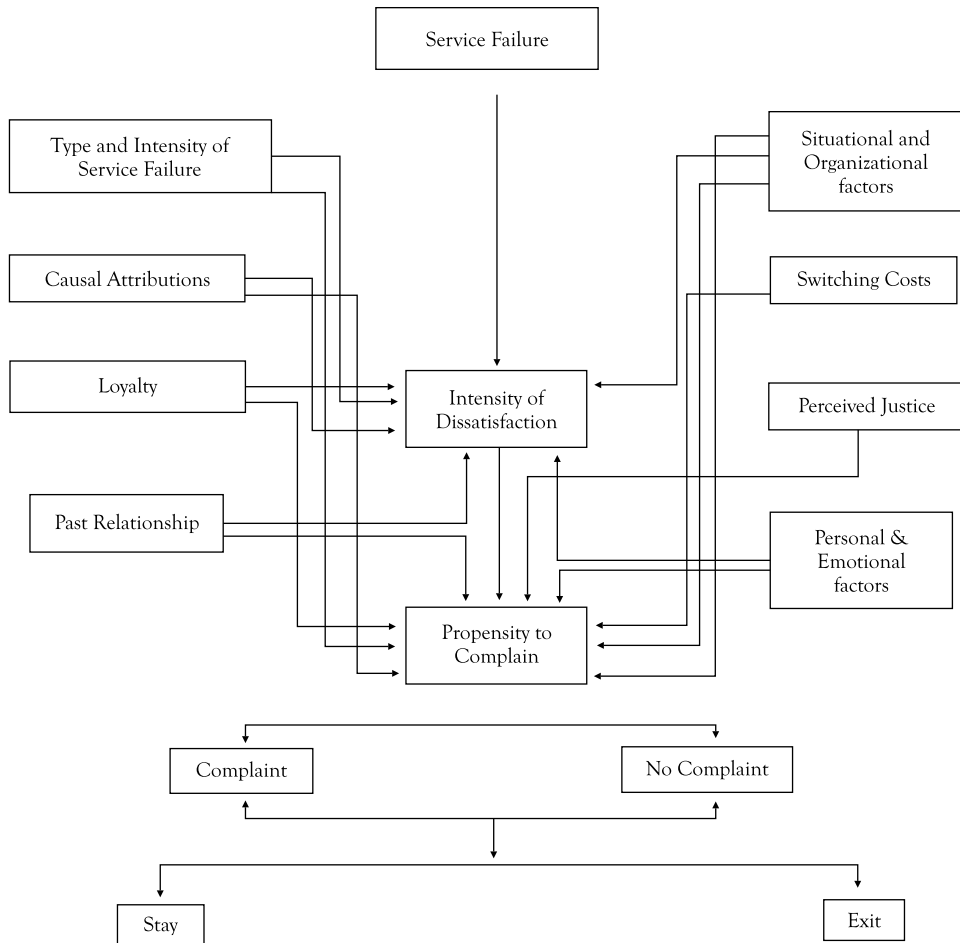 Service Failure
Type and Intensity of
Service Failure
Situational and
Organizational
factors
Causal Attributions
Switching Costs
Loyalty
Intensity of
Dissatisfaction
Perceived Justice
Past Relationship
Personal &
Emotional
factors
Propensity to
Complain
Complaint
No Complaint
Stay
Exit